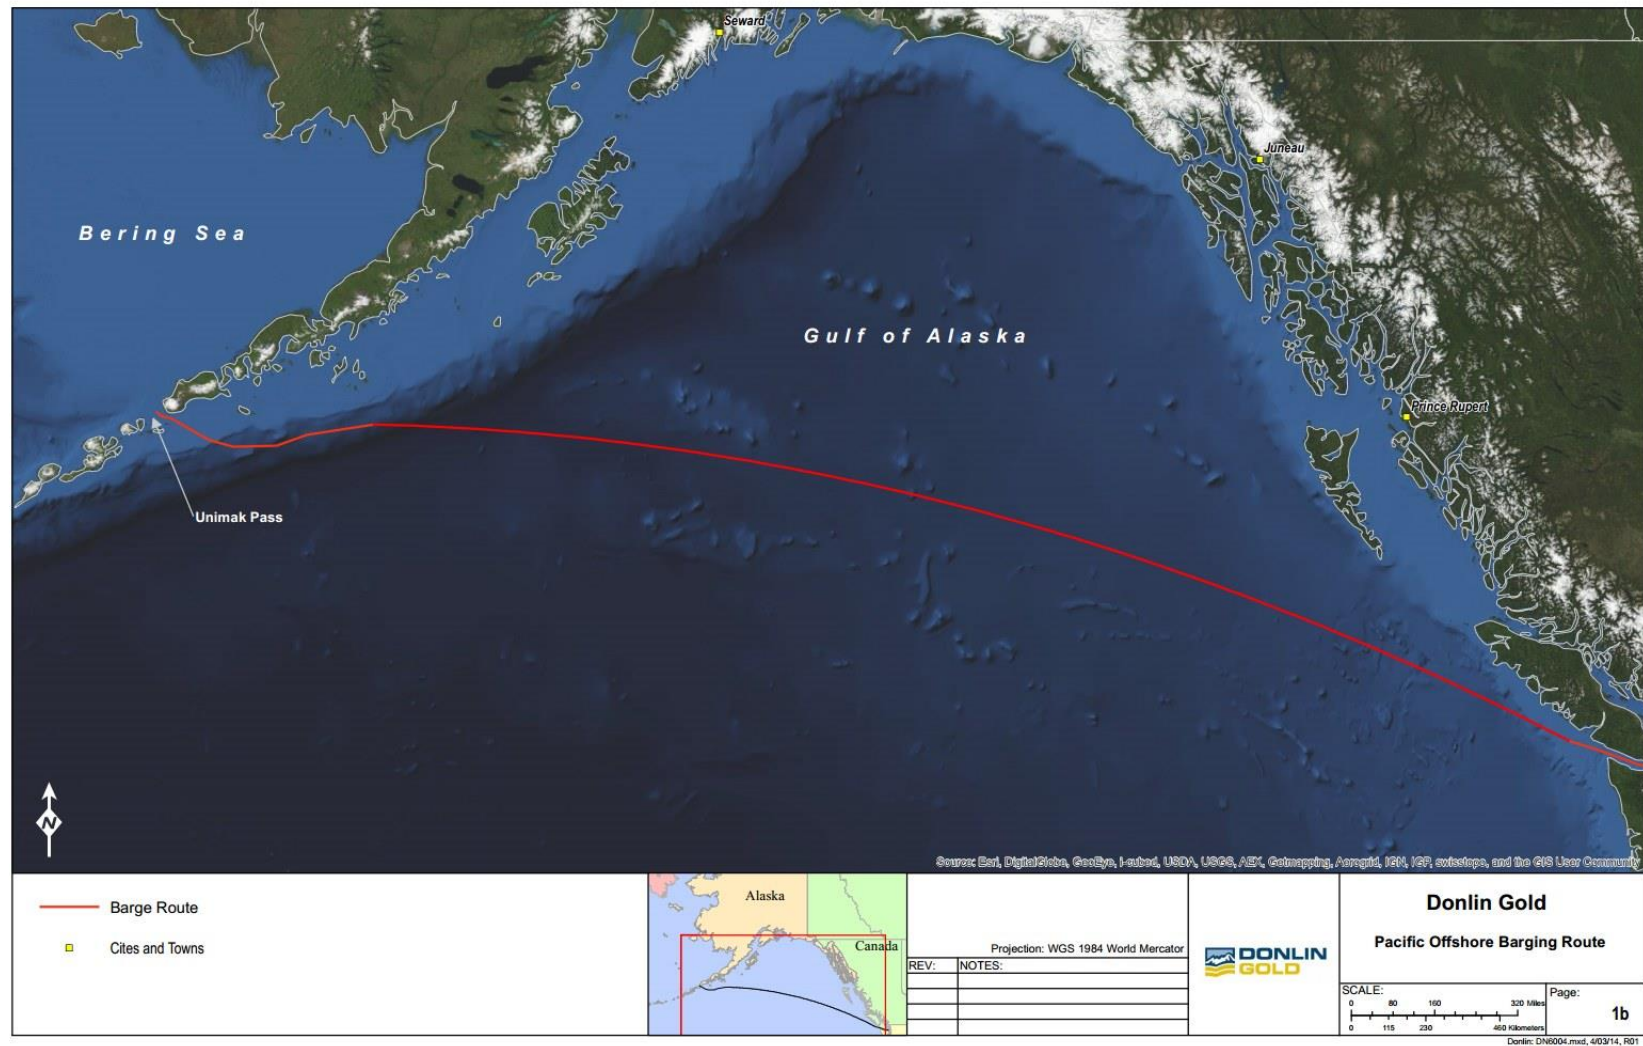 Seward
Juneau
Bering Sea
Gulf of Alaska
Prince Rupert
Unimak Pass
N
Source: Esri, DigitalGlobe, GeoEye, i-cubed, USDA, USGS, AEX, Getmapping, Aerogrid, IGN, IGP, swisstopo, and the GIS User Community
Barge Route
Cites and Towns
Alaska
Canada
Projection: WGS 1984 World Mercator
REV: NOTES:
DONLIN
GOLD
Donlin Gold
Pacific Offshore Barging Route
SCALE:
0 80 160 320 Miles
0 115 230 460 Kilometers
Page:
1b
Donlin: DN6004.mxd, 4/03/14, R01